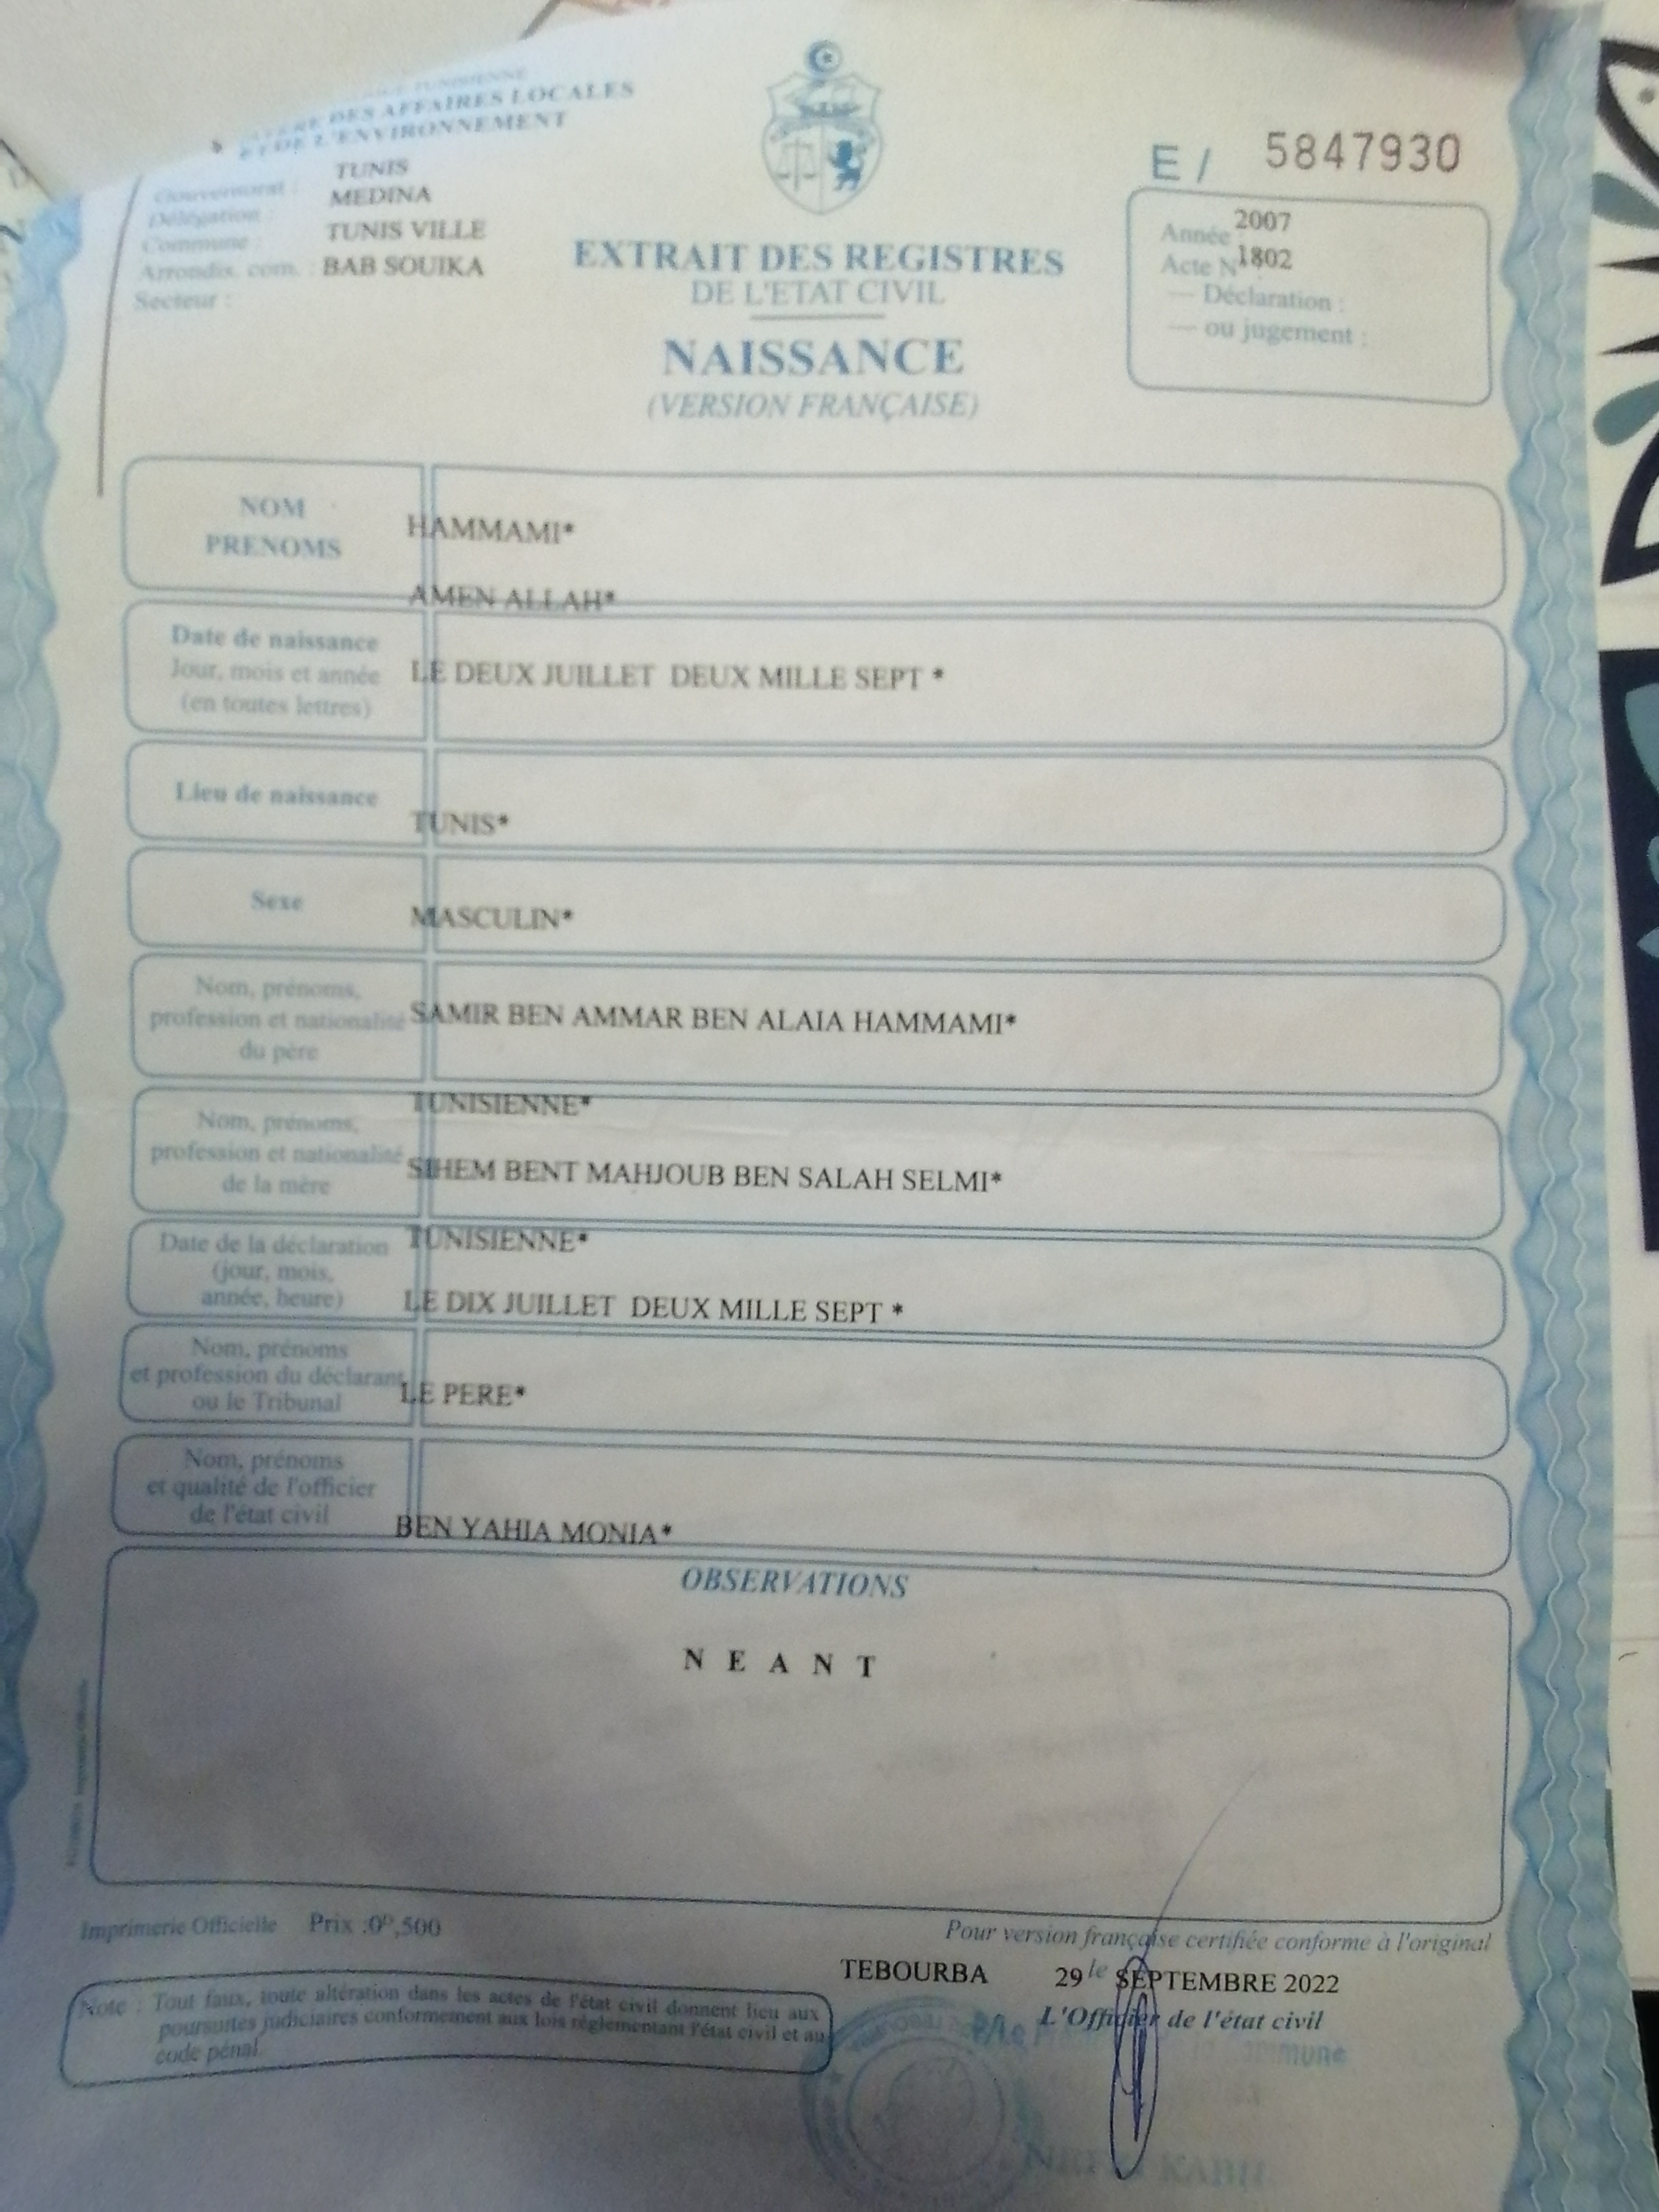 TUNISIENNE
DES AFFAIRES LOCALES
ET DE L'ENVIRONNEMENT
Gouvernorat : TUNIS
Délégation : MEDINA
Commune : TUNIS VILLE
Arrondis. com. : BAB SOUIKA
Secteur :
E / 5847930
Année 2007
Acte N° 1802
— Déclaration :
— ou jugement :
EXTRAIT DES REGISTRES
DE L'ETAT CIVIL
NAISSANCE
(VERSION FRANÇAISE)
NOM
PRENOMS
HAMMAMI*
AMEN ALLAH*
Date de naissance
Jour, mois et année
(en toutes lettres)
LE DEUX JUILLET DEUX MILLE SEPT *
Lieu de naissance
TUNIS*
Sexe
MASCULIN*
Nom, prénoms,
profession et nationalité
du père
SAMIR BEN AMMAR BEN ALAIA HAMMAMI*
TUNISIENNE*
Nom, prénoms,
profession et nationalité
de la mère
SIHEM BENT MAHJOUB BEN SALAH SELMI*
TUNISIENNE*
Date de la déclaration
(jour, mois,
année, heure)
LE DIX JUILLET DEUX MILLE SEPT *
Nom, prénoms
et profession du déclarant
ou le Tribunal
LE PERE*
Nom, prénoms
et qualité de l'officier
de l'état civil
BEN YAHIA MONIA*
OBSERVATIONS
N E A N T
Imprimerie Officielle Prix :0ᴰ,500
Pour version française certifiée conforme à l'original
TEBOURBA 29 le SEPTEMBRE 2022
L'Officier de l'état civil
Note : Tout faux, toute altération dans les actes de l'état civil donnent lieu aux
poursuites judiciaires conformement aux lois réglementant l'état civil et au
code pénal.